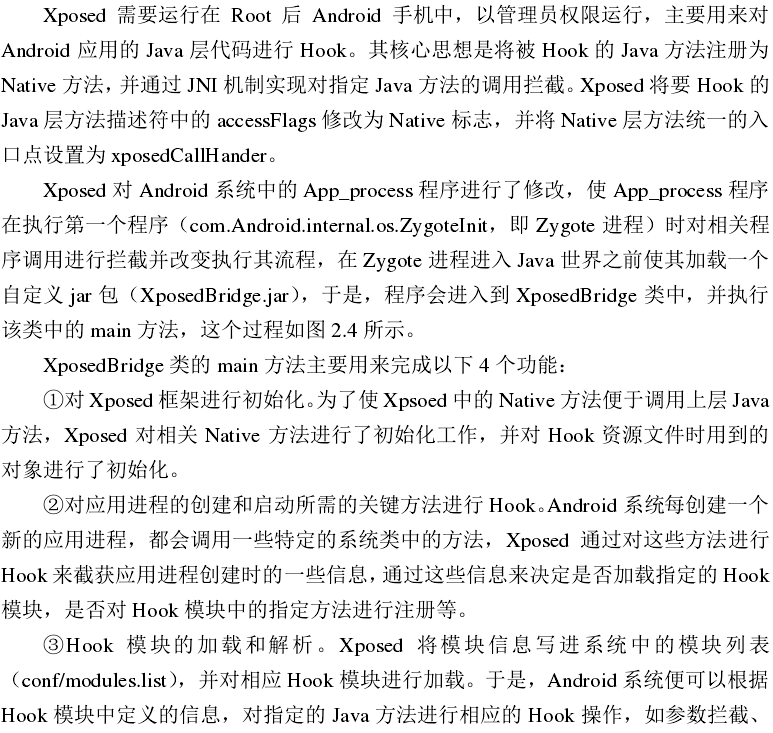 Xposed 需要运行在 Root 后 Android 手机中，以管理员权限运行，主要用来对
Android 应用的 Java 层代码进行 Hook。其核心思想是将被 Hook 的 Java 方法注册为
Native 方法，并通过 JNI 机制实现对指定 Java 方法的调用拦截。Xposed 将要 Hook 的
Java 层方法描述符中的 accessFlags 修改为 Native 标志，并将 Native 层方法统一的入
口点设置为 xposedCallHander。
Xposed 对 Android 系统中的 App_process 程序进行了修改，使 App_process 程序
在执行第一个程序（com.Android.internal.os.ZygoteInit，即 Zygote 进程）时对相关程
序调用进行拦截并改变执行其流程，在 Zygote 进程进入 Java 世界之前使其加载一个
自定义 jar 包（XposedBridge.jar），于是，程序会进入到 XposedBridge 类中，并执行
该类中的 main 方法，这个过程如图 2.4 所示。
XposedBridge 类的 main 方法主要用来完成以下 4 个功能：
①对 Xposed 框架进行初始化。为了使 Xpsoed 中的 Native 方法便于调用上层 Java
方法，Xposed 对相关 Native 方法进行了初始化工作，并对 Hook 资源文件时用到的
对象进行了初始化。
②对应用进程的创建和启动所需的关键方法进行 Hook。Android 系统每创建一个
新的应用进程，都会调用一些特定的系统类中的方法，Xposed 通过对这些方法进行
Hook 来截获应用进程创建时的一些信息，通过这些信息来决定是否加载指定的 Hook
模块，是否对 Hook 模块中的指定方法进行注册等。
③Hook 模块的加载和解析。Xposed 将模块信息写进系统中的模块列表
（conf/modules.list），并对相应 Hook 模块进行加载。于是，Android 系统便可以根据
Hook 模块中定义的信息，对指定的 Java 方法进行相应的 Hook 操作，如参数拦截、